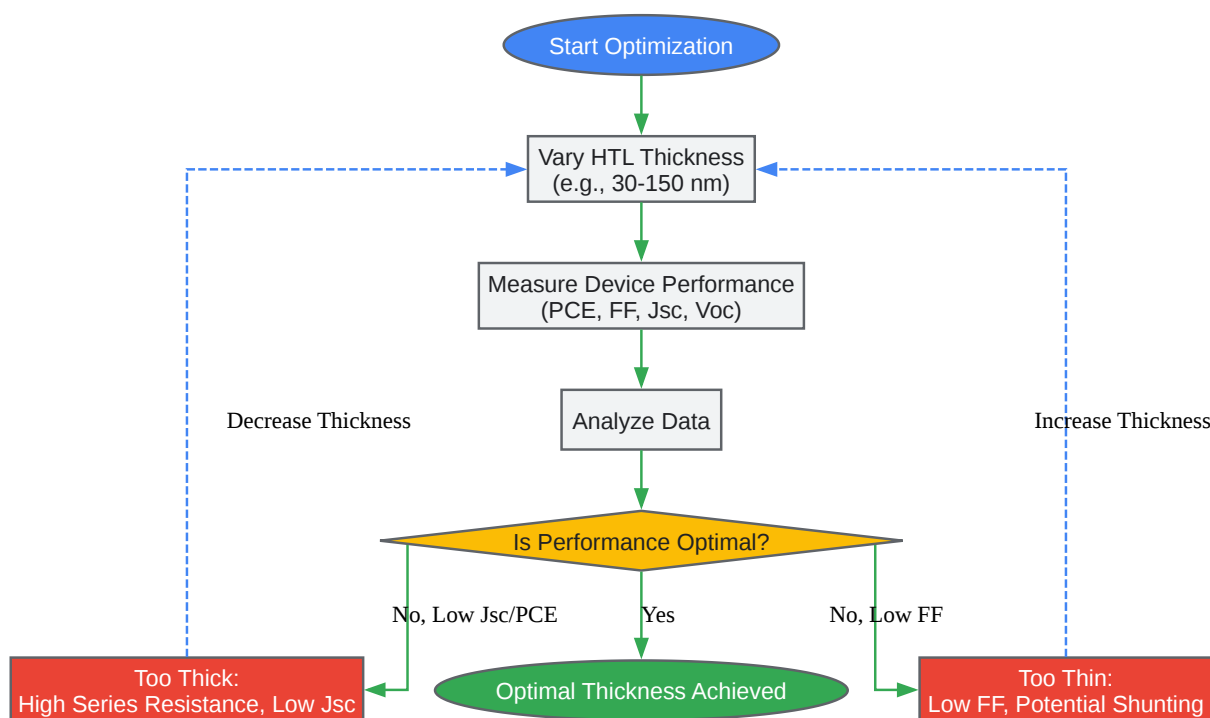 Start Optimization
Vary HTL Thickness
(e.g., 30-150 nm)
Measure Device Performance
(PCE, FF, Jsc, Voc)
Decrease Thickness
Analyze Data
Increase Thickness
Is Performance Optimal?
No, Low Jsc/PCE
Yes
No, Low FF
Too Thick:
High Series Resistance, Low Jsc
Optimal Thickness Achieved
Too Thin:
Low FF, Potential Shunting